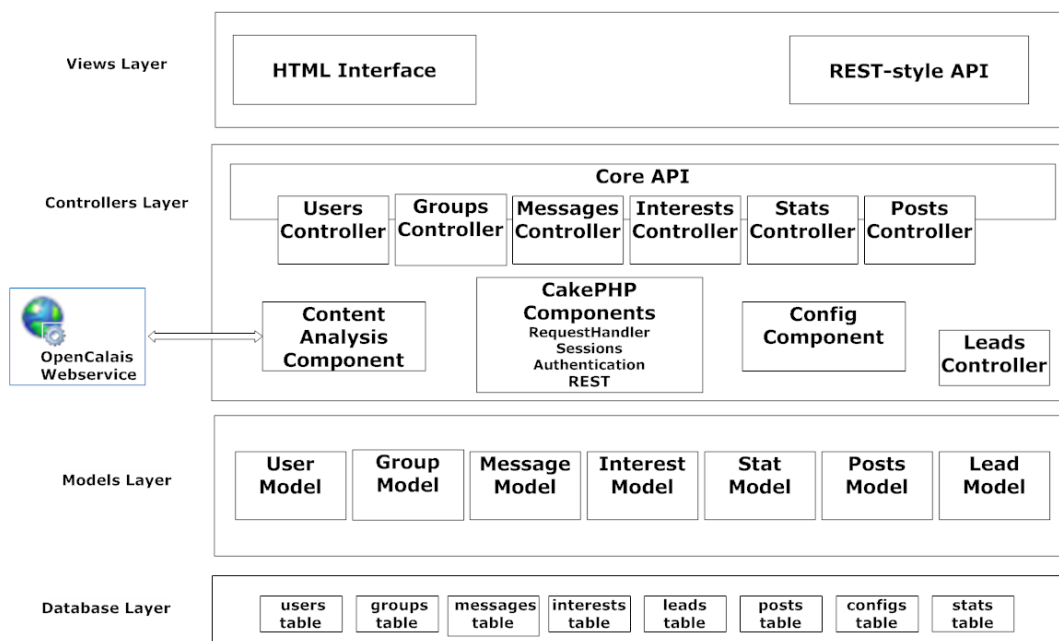 Views Layer
HTML Interface
REST-style API
Controllers Layer
Core API
Users
Controller
Groups
Controller
Messages
Controller
Interests
Controller
Stats
Controller
Posts
Controller
OpenCalais
Webservice
Content
Analysis
Component
CakePHP
Components
RequestHandler
Sessions
Authentication
REST
Config
Component
Leads
Controller
Models Layer
User
Model
Group
Model
Message
Model
Interest
Model
Stat
Model
Posts
Model
Lead
Model
Database Layer
users
table
groups
table
messages
table
interests
table
leads
table
posts
table
configs
table
stats
table